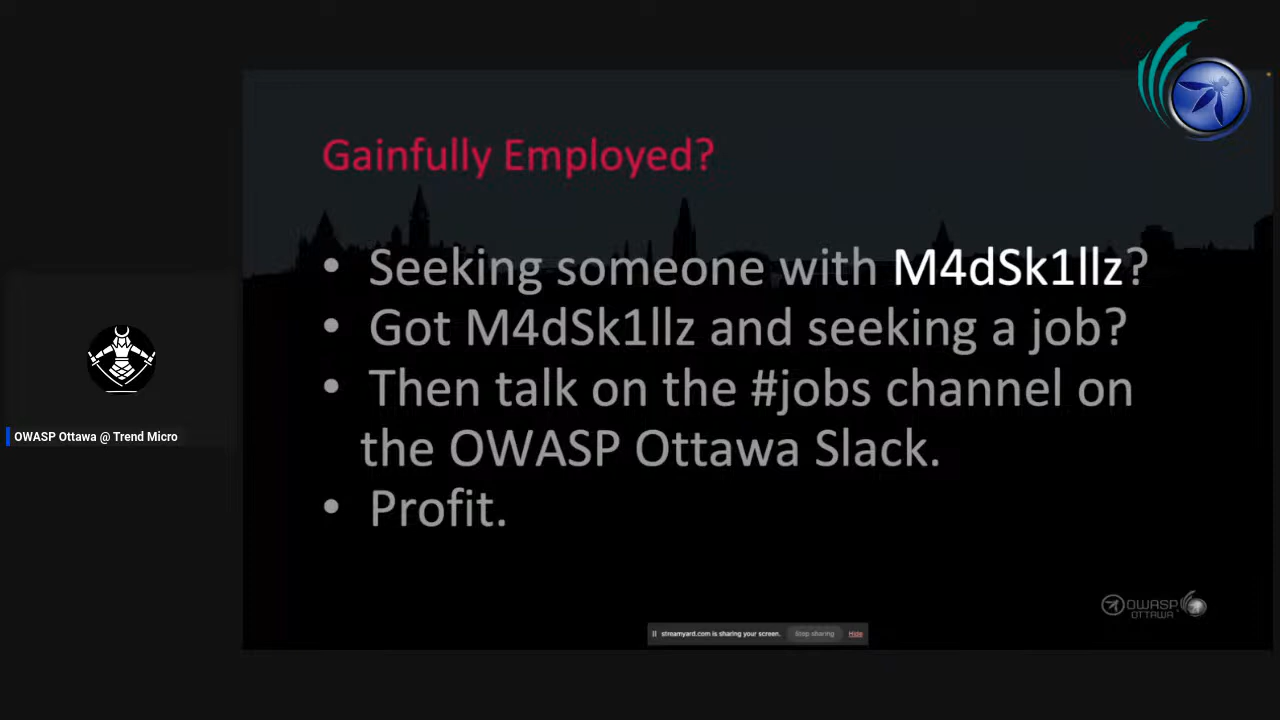 Gainfully Employed?
• Seeking someone with M4dSk1llz?
• Got M4dSk1llz and seeking a job?
• Then talk on the #jobs channel on
the OWASP Ottawa Slack.
• Profit.
OWASP Ottawa @ Trend Micro
OWASP
OTTAWA
streamyard.com is sharing your screen. Stop sharing Hide